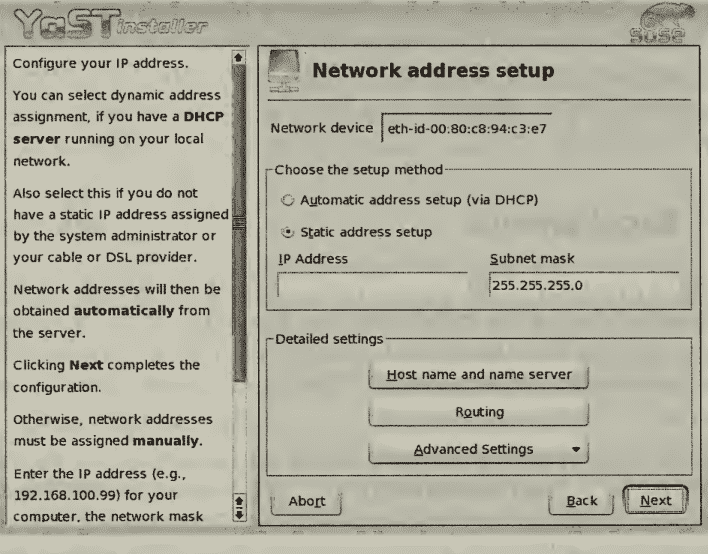 YaST installer
SUSE
Configure your IP address.
You can select dynamic address
assignment, if you have a DHCP
server running on your local
network.
Also select this if you do not
have a static IP address assigned
by the system administrator or
your cable or DSL provider.
Network addresses will then be
obtained automatically from
the server.
Clicking Next completes the
configuration.
Otherwise, network addresses
must be assigned manually.
Enter the IP address (e.g.,
192.168.100.99) for your
computer, the network mask
Network address setup
Network device eth-id-00:80:c8:94:c3:e7
Choose the setup method
Automatic address setup (via DHCP)
Static address setup
IP Address Subnet mask
255.255.255.0
Detailed settings
Host name and name server
Routing
Advanced Settings
Abort Back Next